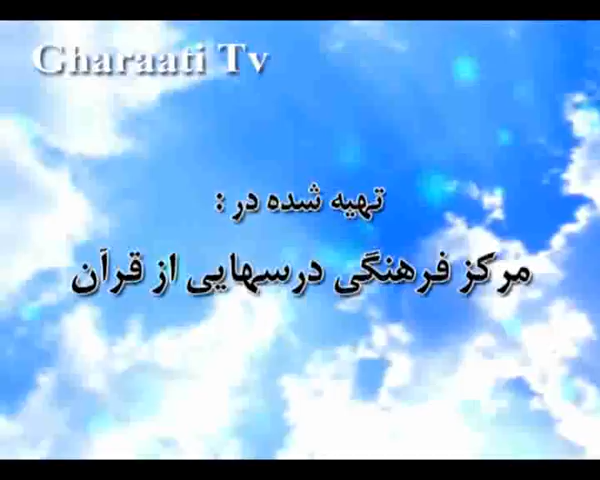 Gharaati Tv
تهیه شده در :
مرکز فرهنگی درسهایی از قرآن